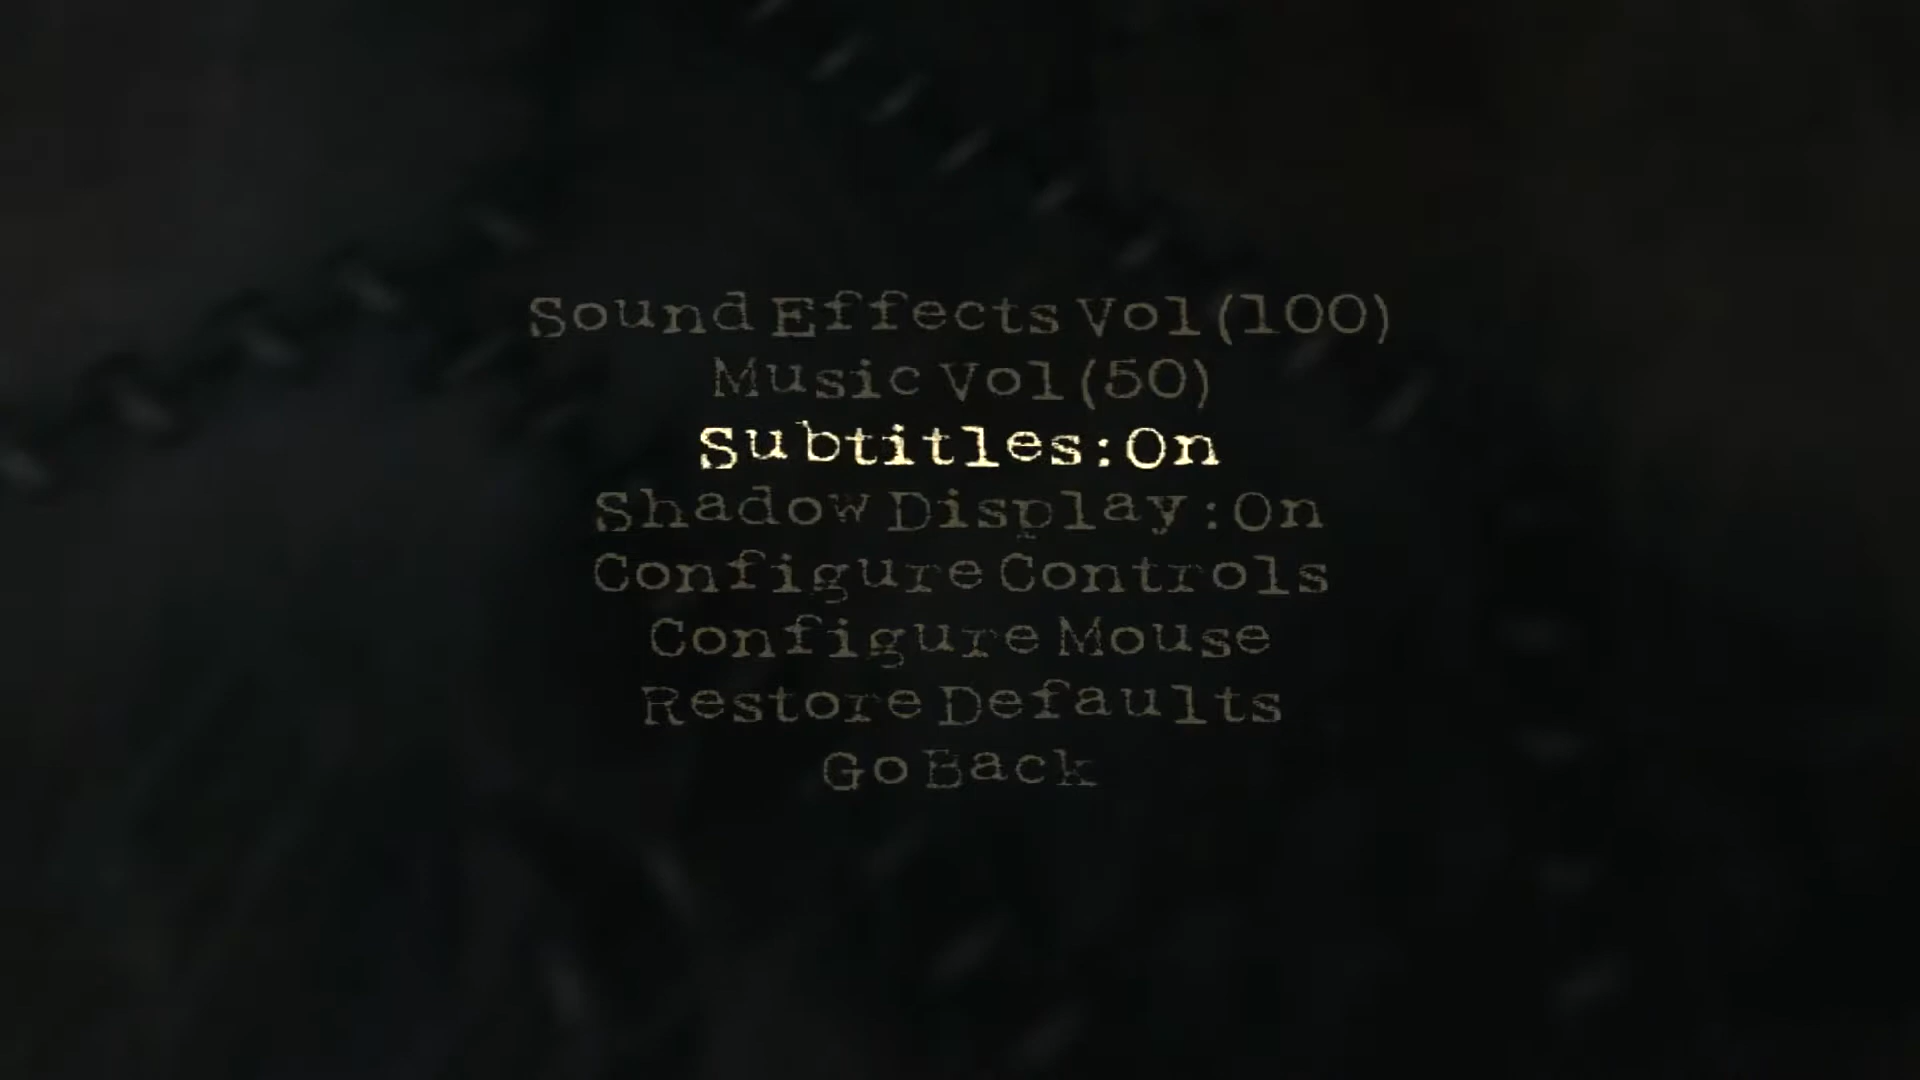 Sound Effects Vol(100)
Music Vol(50)
Subtitles:On
Shadow Display:On
Configure Controls
Configure Mouse
Restore Defaults
Go Back